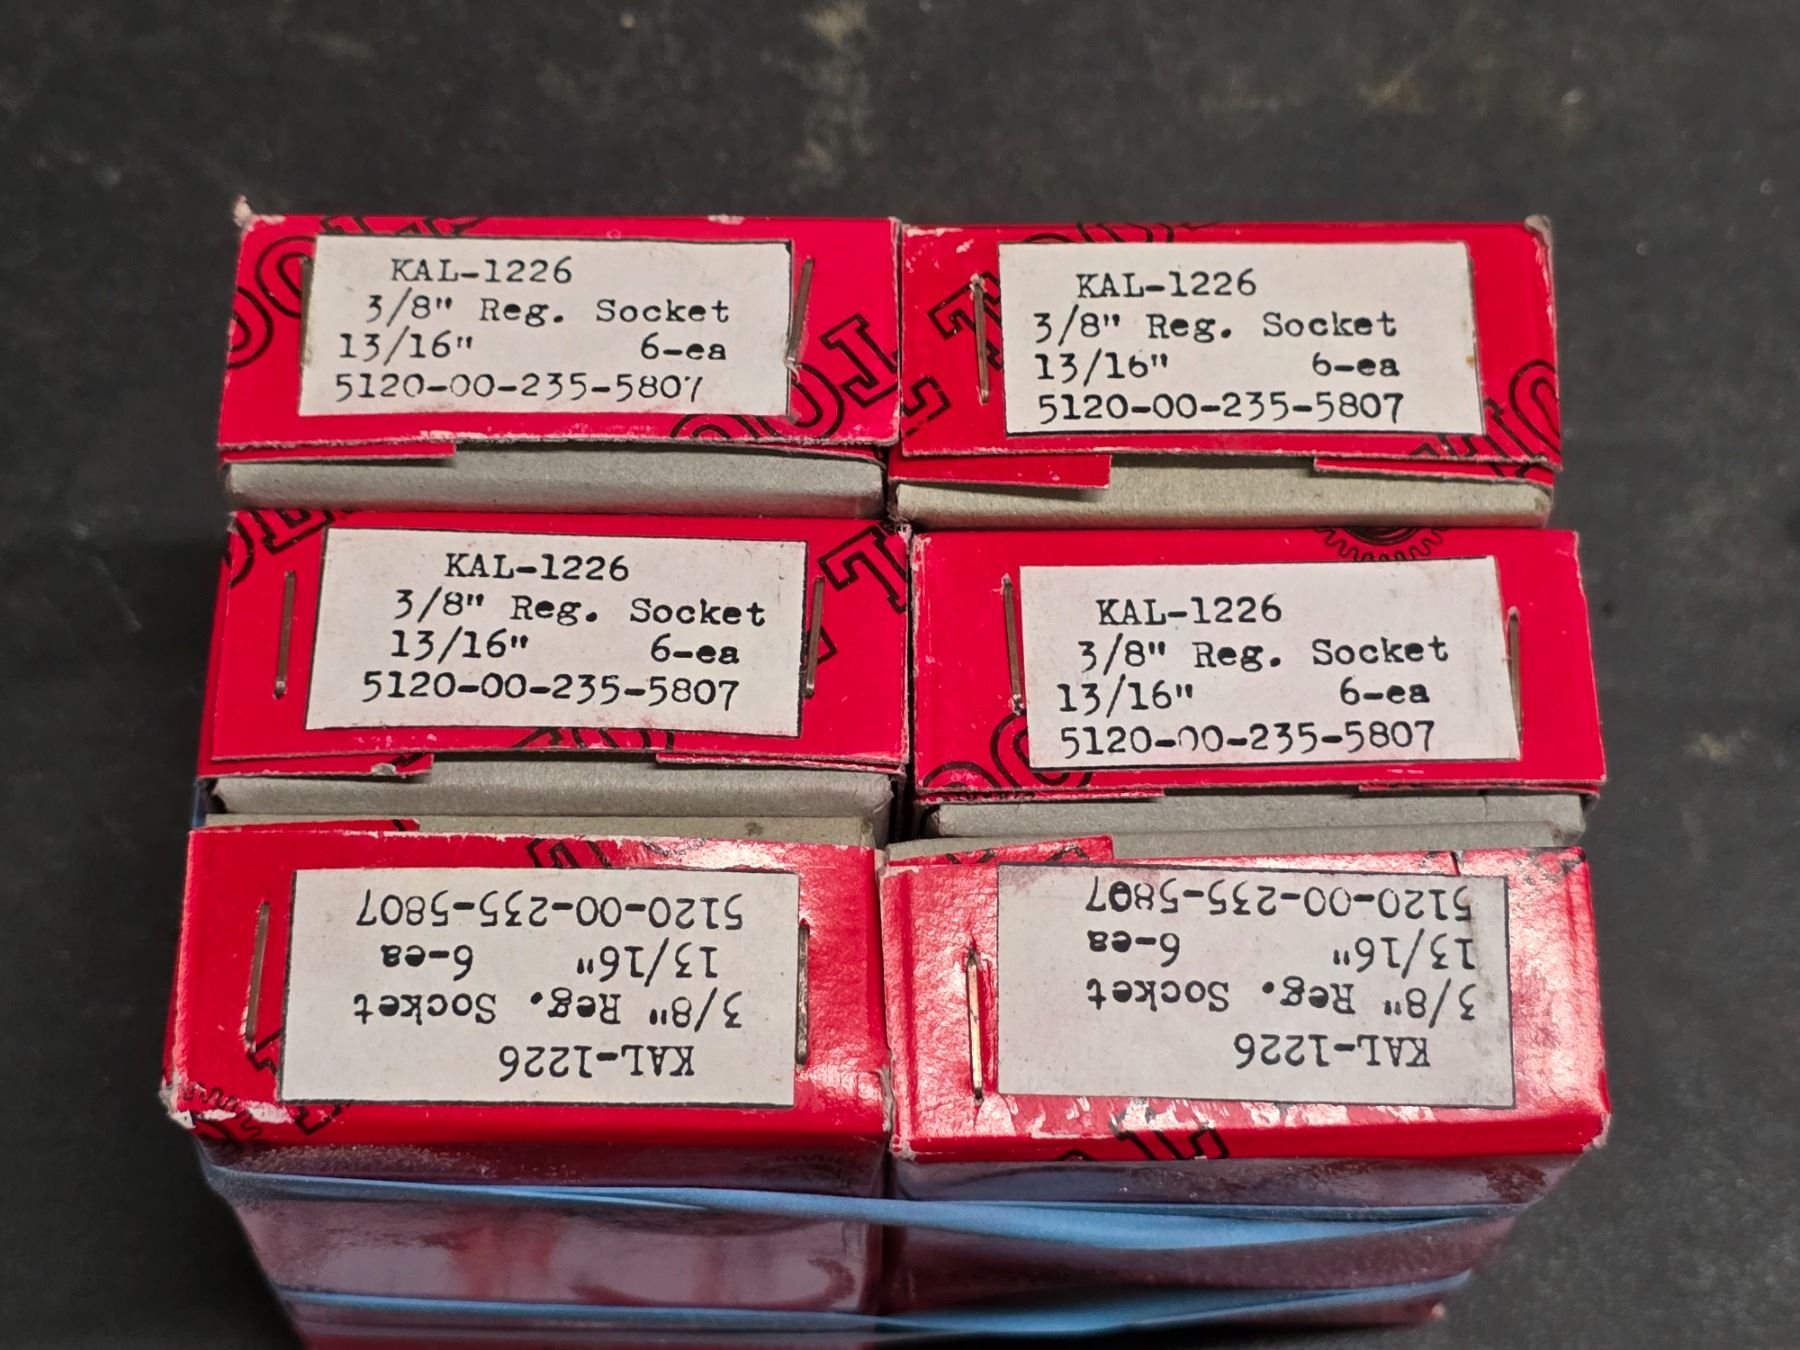 KAL-1226
3/8" Reg. Socket
13/16" 6-ea
5120-00-235-5807
KAL-1226
3/8" Reg. Socket
13/16" 6-ea
5120-00-235-5807
KAL-1226
3/8" Reg. Socket
13/16" 6-ea
5120-00-235-5807
KAL-1226
3/8" Reg. Socket
13/16" 6-ea
5120-00-235-5807
KAL-1226
3/8" Reg. Socket
13/16" 6-ea
5120-00-235-5807
KAL-1226
3/8" Reg. Socket
13/16" 6-ea
5120-00-235-5807